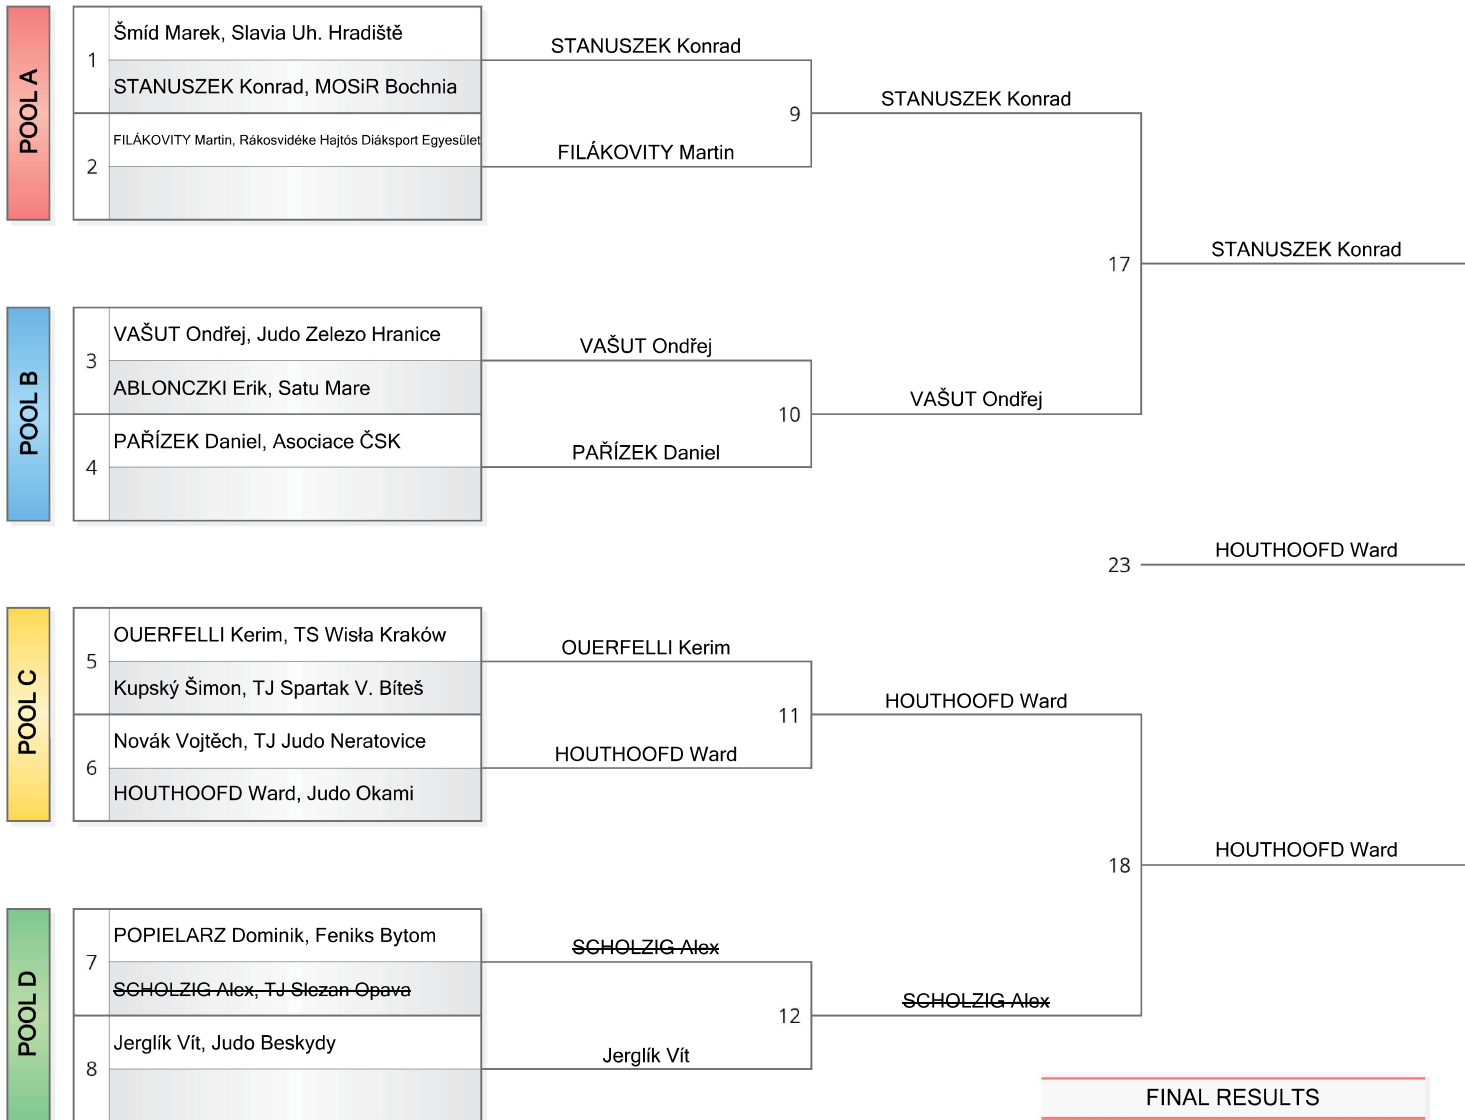 POOL A
1
Šmíd Marek, Slavia Uh. Hradiště
STANUSZEK Konrad, MOSiR Bochnia
2
FILÁKOVITY Martin, Rákosvidéke Hajtós Diáksport Egyesület
STANUSZEK Konrad
FILÁKOVITY Martin
9
STANUSZEK Konrad
POOL B
3
VAŠUT Ondřej, Judo Zelezo Hranice
ABLONCZKI Erik, Satu Mare
4
PAŘÍZEK Daniel, Asociace ČSK
VAŠUT Ondřej
PAŘÍZEK Daniel
10
VAŠUT Ondřej
17
STANUSZEK Konrad
23
HOUTHOOFD Ward
POOL C
5
OUERFELLI Kerim, TS Wisła Kraków
Kupský Šimon, TJ Spartak V. Bíteš
6
Novák Vojtěch, TJ Judo Neratovice
HOUTHOOFD Ward, Judo Okami
OUERFELLI Kerim
HOUTHOOFD Ward
11
HOUTHOOFD Ward
POOL D
7
POPIELARZ Dominik, Feniks Bytom
SCHOLZIG Alex, TJ Slezan Opava
8
Jerglík Vít, Judo Beskydy
SCHOLZIG Alex
Jerglík Vít
12
SCHOLZIG Alex
18
HOUTHOOFD Ward
FINAL RESULTS